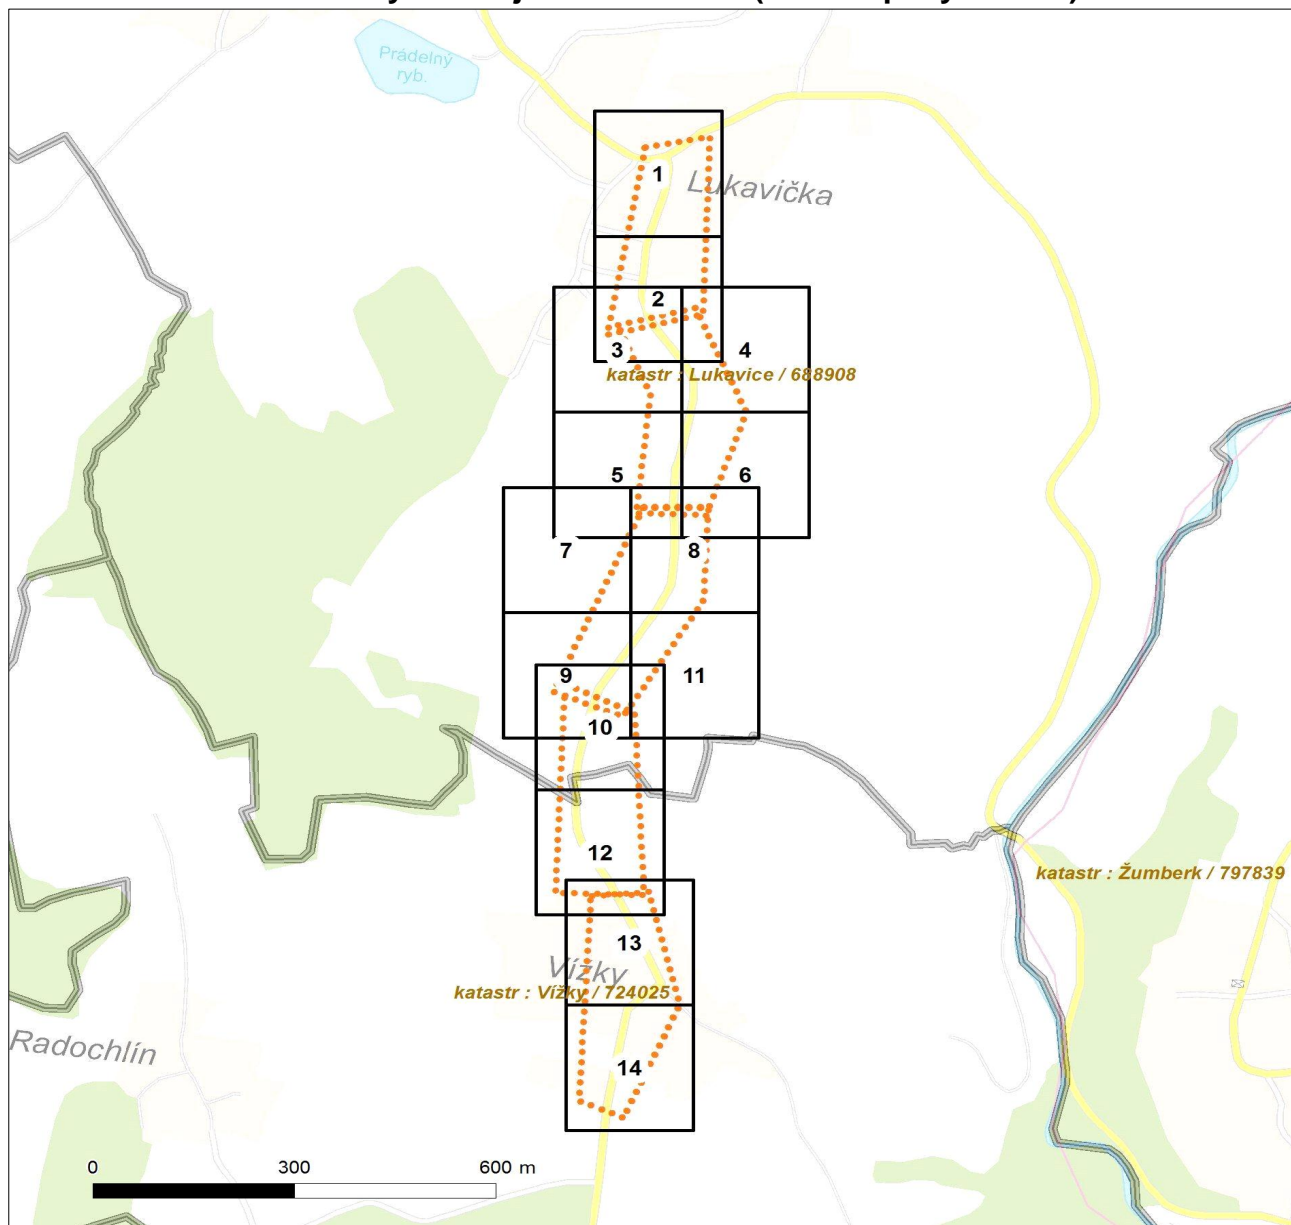 Prádelný
ryb.
1
Lukavička
2
3
4
katastr : Lukavice / 688908
5
6
7
8
9
11
10
12
katastr : Žumberk / 797839
13
Vížky
katastr : Vížky / 724025
Radochlín
14
0 300 600 m